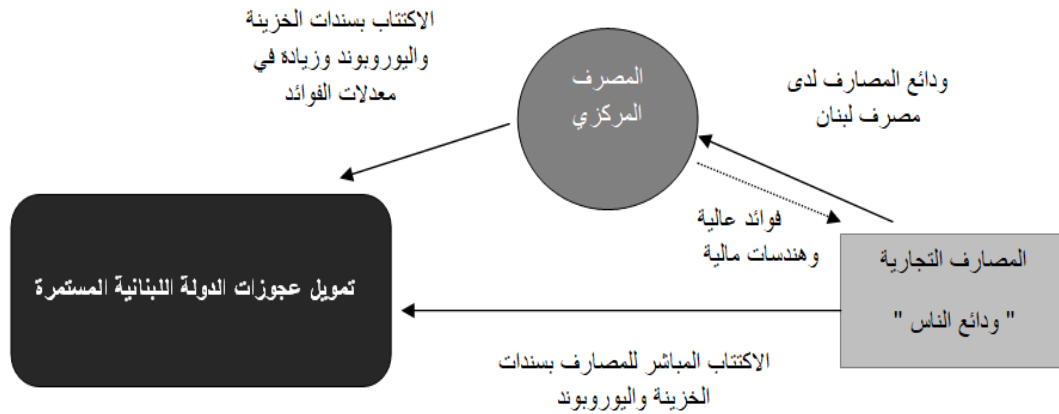 الاكتتاب بسندات الخزينة
واليوروبوند وزيادة في
معدلات الفوائد
المصرف
المركزي
ودائع المصارف لدى
مصرف لبنان
فوائد عالية
وهندسات مالية
المصارف التجارية
" ودائع الناس "
تمويل عجوزات الدولة اللبنانية المستمرة
الاكتتاب المباشر للمصارف بسندات
الخزينة واليوروبوند